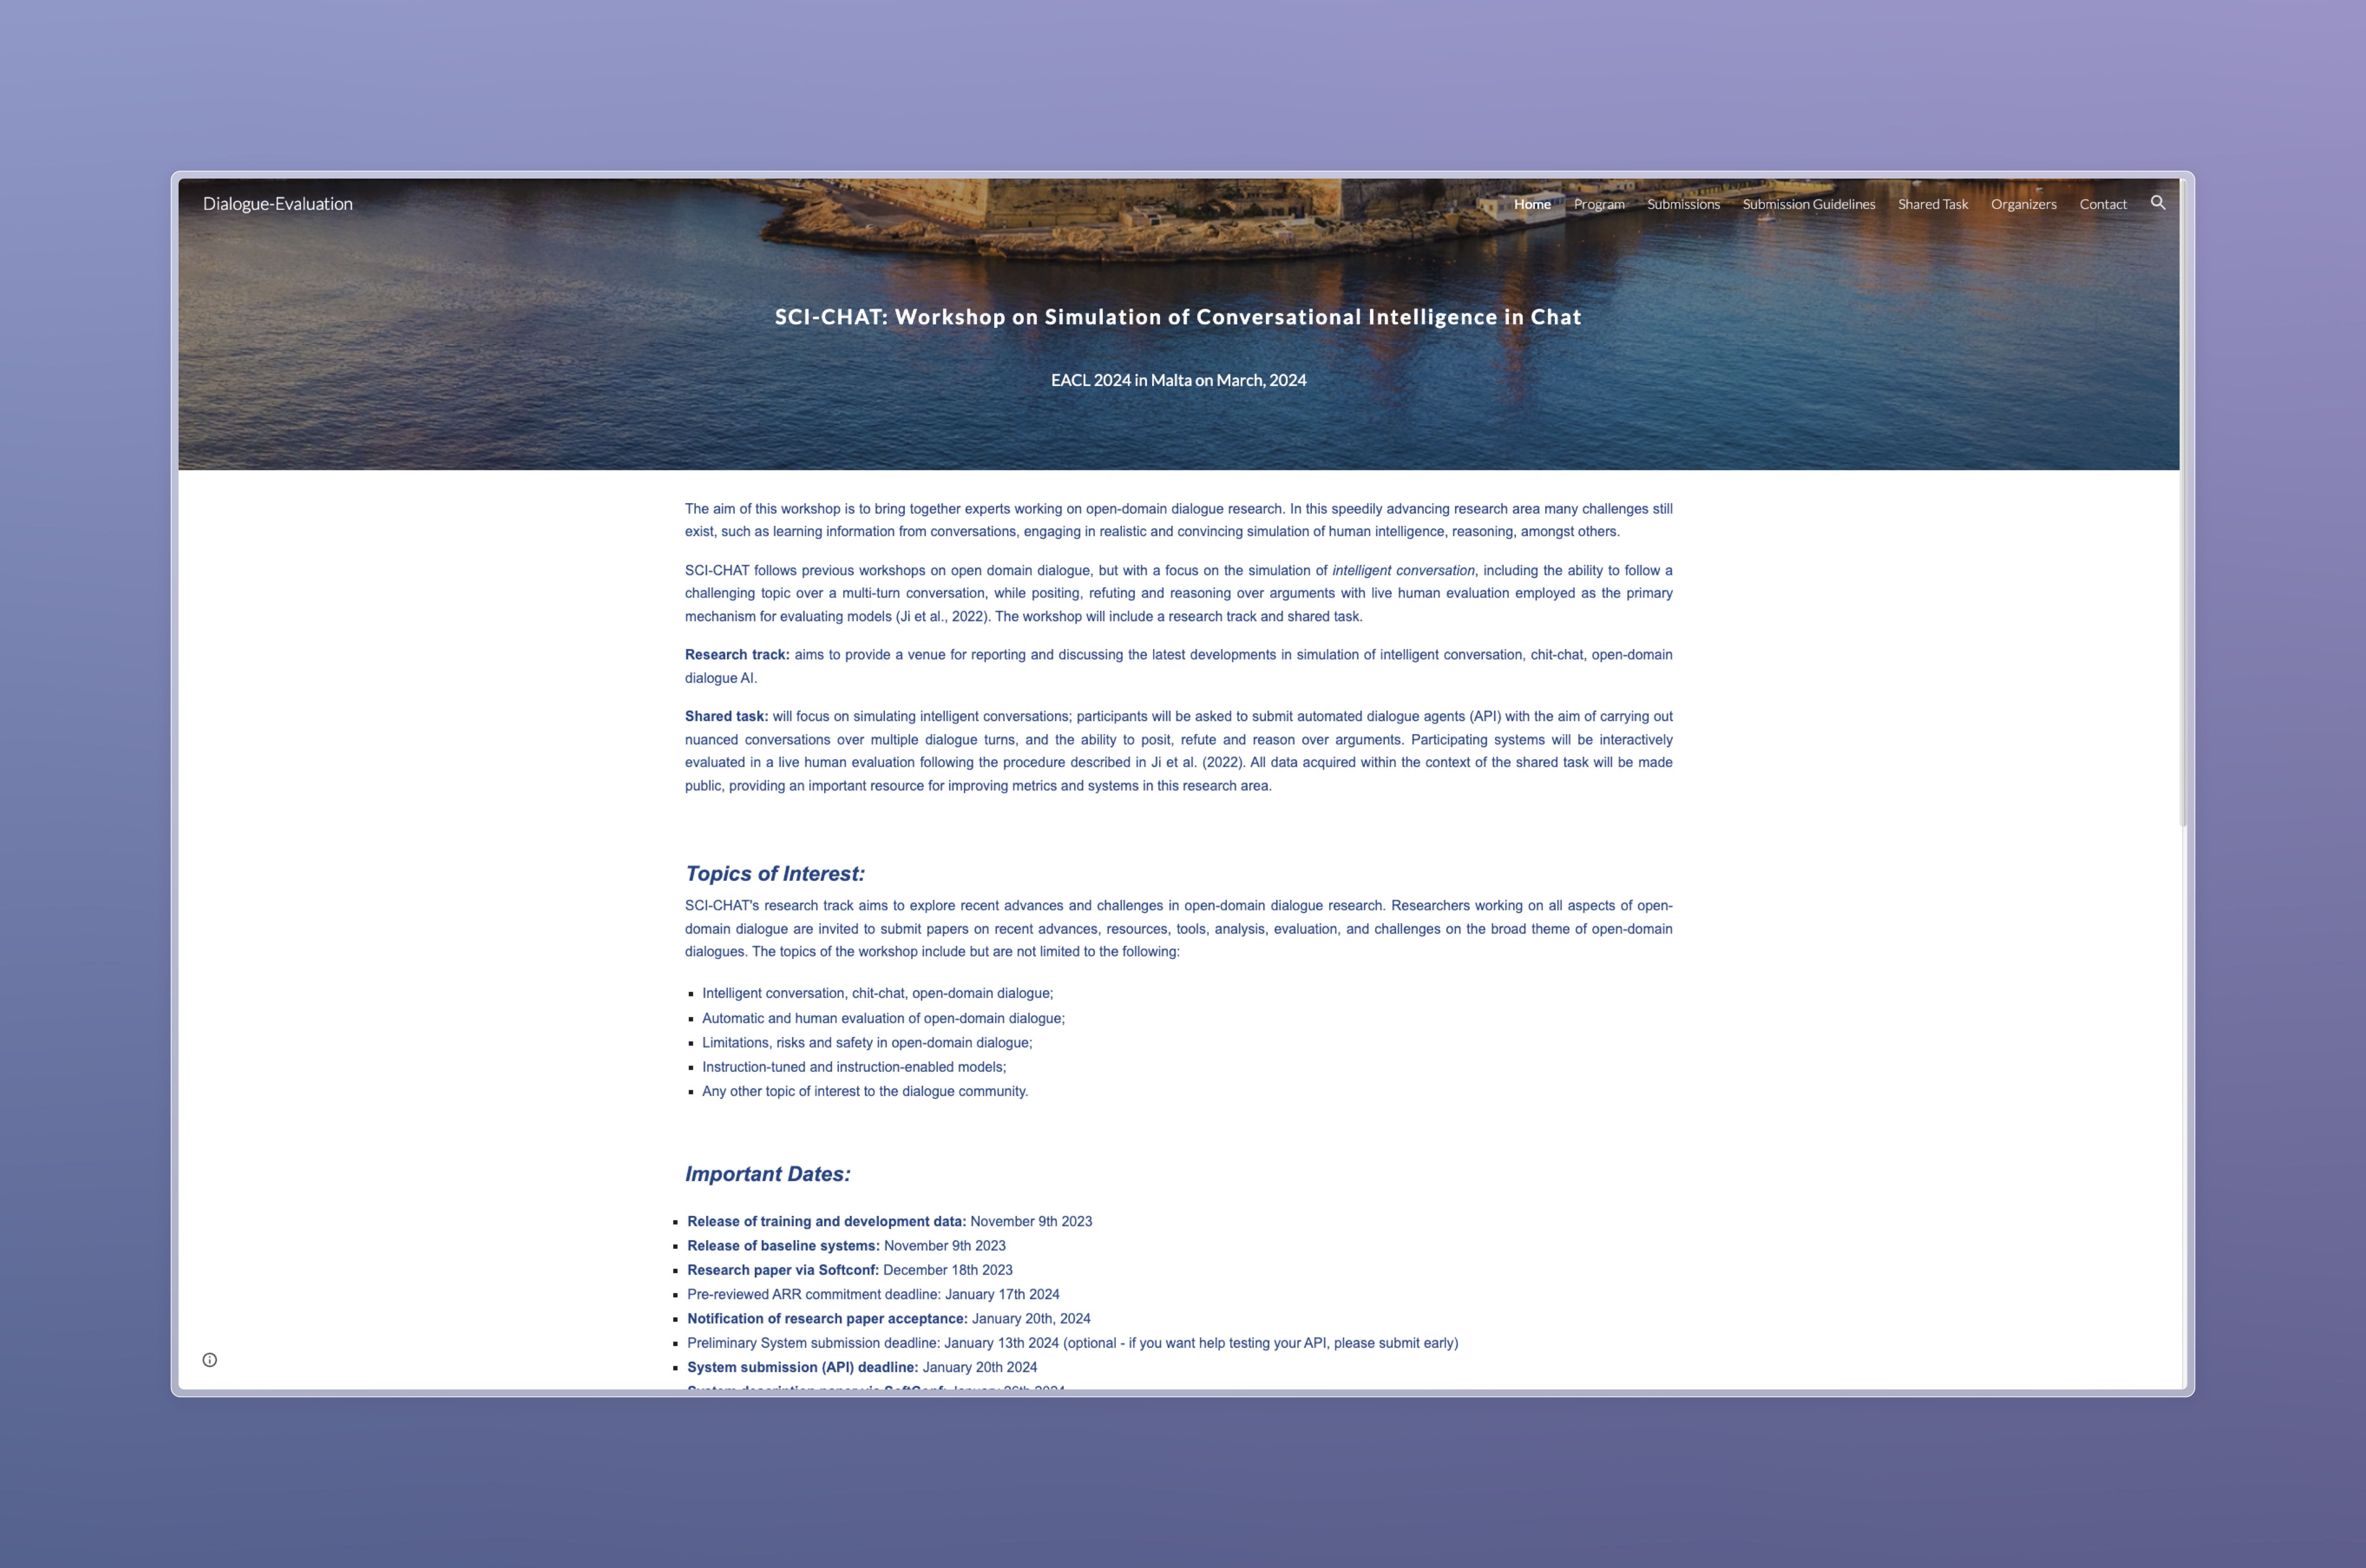 Dialogue-Evaluation
Home Program Submissions Submission Guidelines Shared Task Organizers Contact
SCI-CHAT: Workshop on Simulation of Conversational Intelligence in Chat
EACL 2024 in Malta on March, 2024
The aim of this workshop is to bring together experts working on open-domain dialogue research. In this speedily advancing research area many challenges still
exist, such as learning information from conversations, engaging in realistic and convincing simulation of human intelligence, reasoning, amongst others.
SCI-CHAT follows previous workshops on open domain dialogue, but with a focus on the simulation of intelligent conversation, including the ability to follow a
challenging topic over a multi-turn conversation, while positing, refuting and reasoning over arguments with live human evaluation employed as the primary
mechanism for evaluating models (Ji et al., 2022). The workshop will include a research track and shared task.
Research track: aims to provide a venue for reporting and discussing the latest developments in simulation of intelligent conversation, chit-chat, open-domain
dialogue AI.
Shared task: will focus on simulating intelligent conversations; participants will be asked to submit automated dialogue agents (API) with the aim of carrying out
nuanced conversations over multiple dialogue turns, and the ability to posit, refute and reason over arguments. Participating systems will be interactively
evaluated in a live human evaluation following the procedure described in Ji et al. (2022). All data acquired within the context of the shared task will be made
public, providing an important resource for improving metrics and systems in this research area.
Topics of Interest:
SCI-CHAT's research track aims to explore recent advances and challenges in open-domain dialogue research. Researchers working on all aspects of open-
domain dialogue are invited to submit papers on recent advances, resources, tools, analysis, evaluation, and challenges on the broad theme of open-domain
dialogues. The topics of the workshop include but are not limited to the following:
▪ Intelligent conversation, chit-chat, open-domain dialogue;
▪ Automatic and human evaluation of open-domain dialogue;
▪ Limitations, risks and safety in open-domain dialogue;
▪ Instruction-tuned and instruction-enabled models;
▪ Any other topic of interest to the dialogue community.
Important Dates:
▪ Release of training and development data: November 9th 2023
▪ Release of baseline systems: November 9th 2023
▪ Research paper via Softconf: December 18th 2023
▪ Pre-reviewed ARR commitment deadline: January 17th 2024
▪ Notification of research paper acceptance: January 20th, 2024
▪ Preliminary System submission deadline: January 13th 2024 (optional - if you want help testing your API, please submit early)
▪ System submission (API) deadline: January 20th 2024
System description paper via SoftConf: January 26th 2024